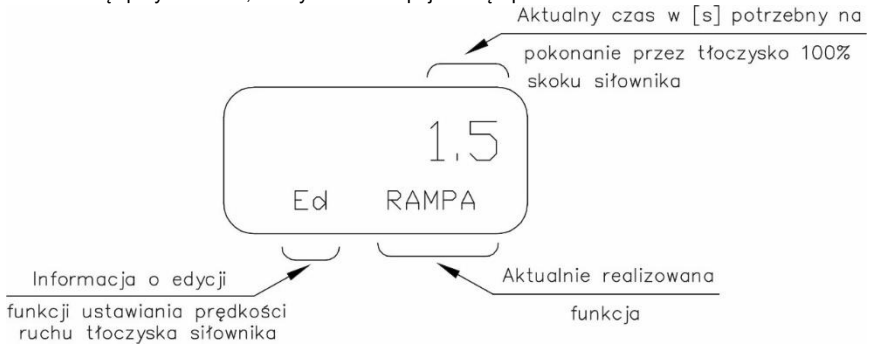 Aktualny czas w [s] potrzebny na
pokonanie przez tłoczysko 100%
skoku siłownika
1.5
Ed RAMPA
Informacja o edycji
funkcji ustawiania prędkości
ruchu tłoczyska siłownika
Aktualnie realizowana
funkcja